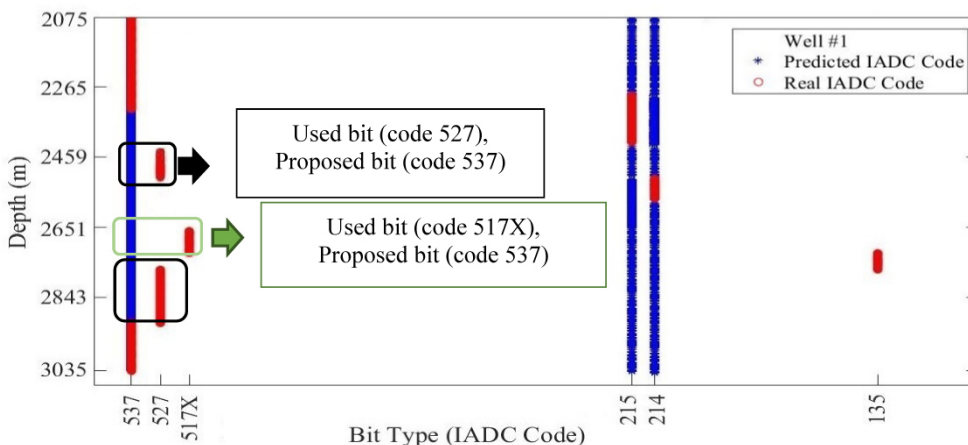 2075
2265
2459
2651
2843
3035
Depth (m)
Well #1
Predicted IADC Code
Real IADC Code
Used bit (code 527),
Proposed bit (code 537)
Used bit (code 517X),
Proposed bit (code 537)
537
527
517X
215
214
135
Bit Type (IADC Code)